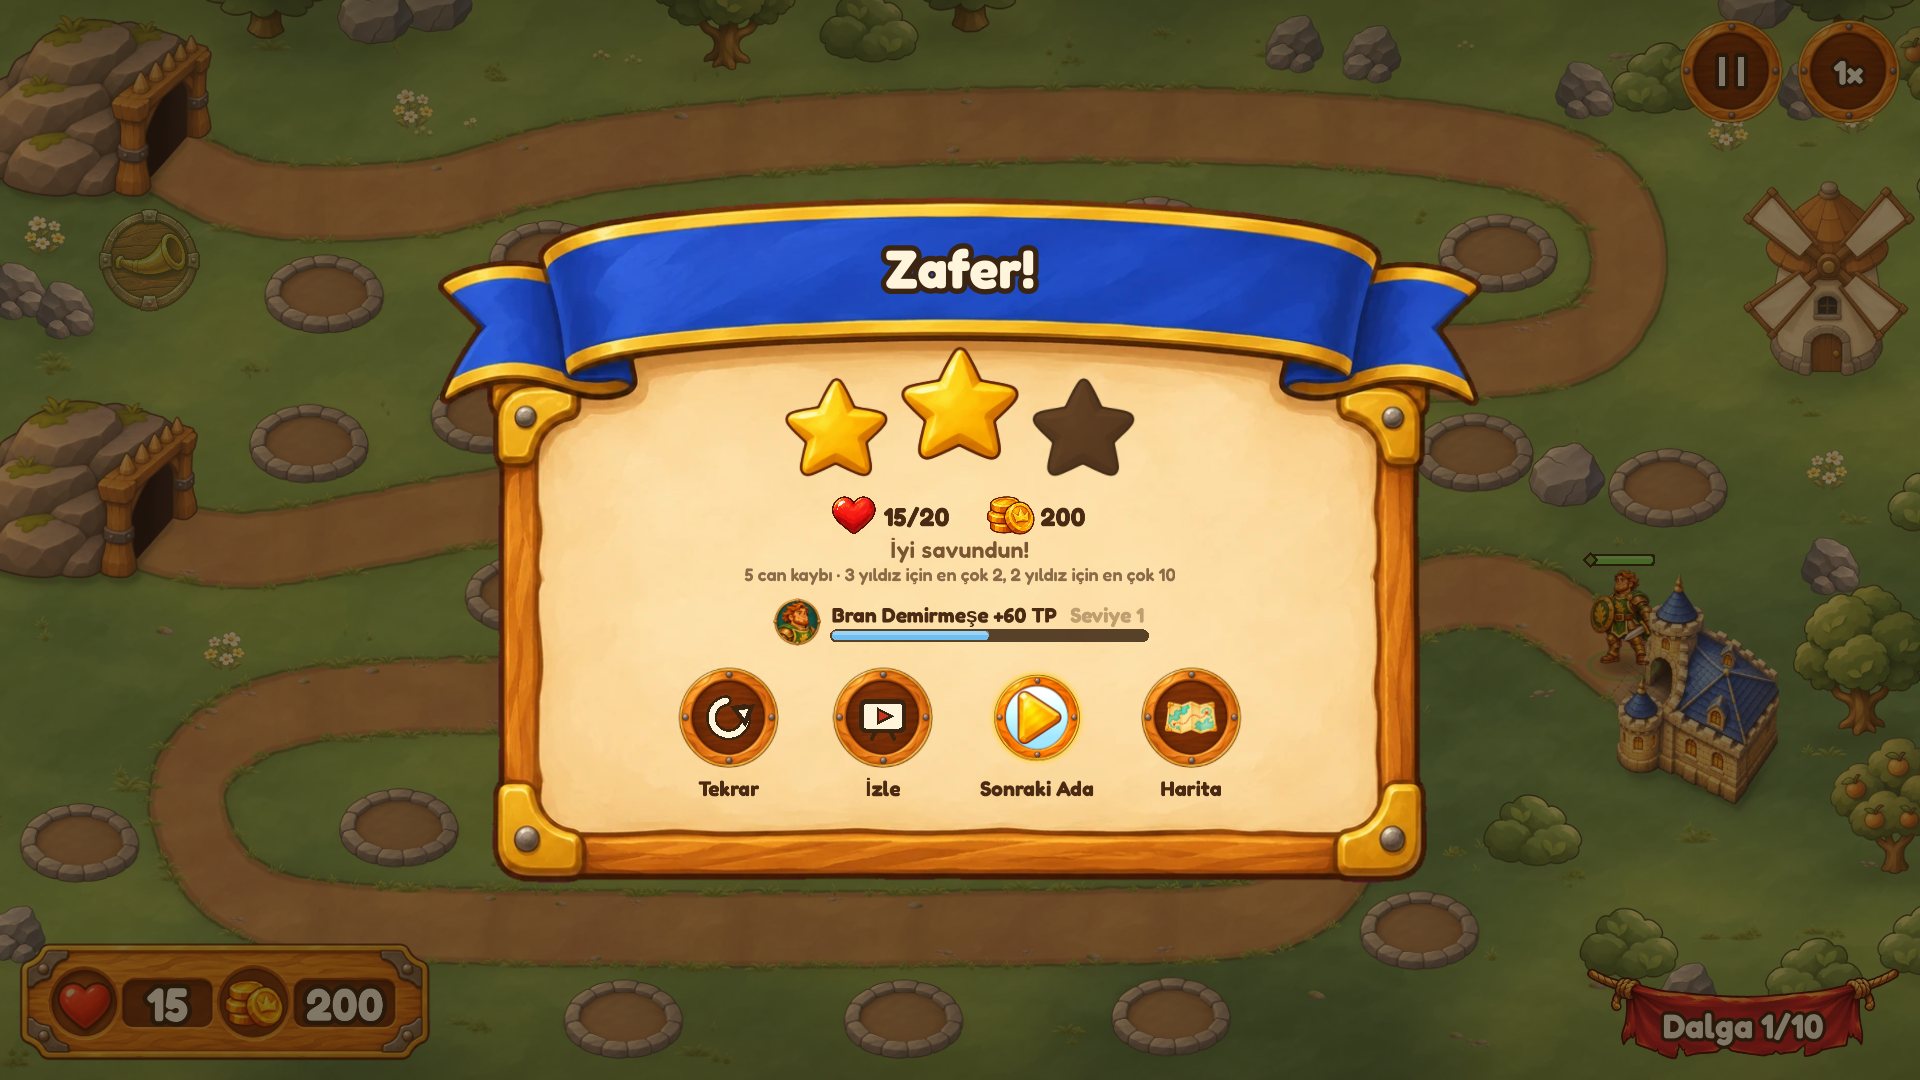 1x
Zafer!
15/20 200
İyi savundun!
5 can kaybı · 3 yıldız için en çok 2, 2 yıldız için en çok 10
Bran Demirmeşe +60 TP Seviye 1
Tekrar İzle Sonraki Ada Harita
15 200
Dalga 1/10